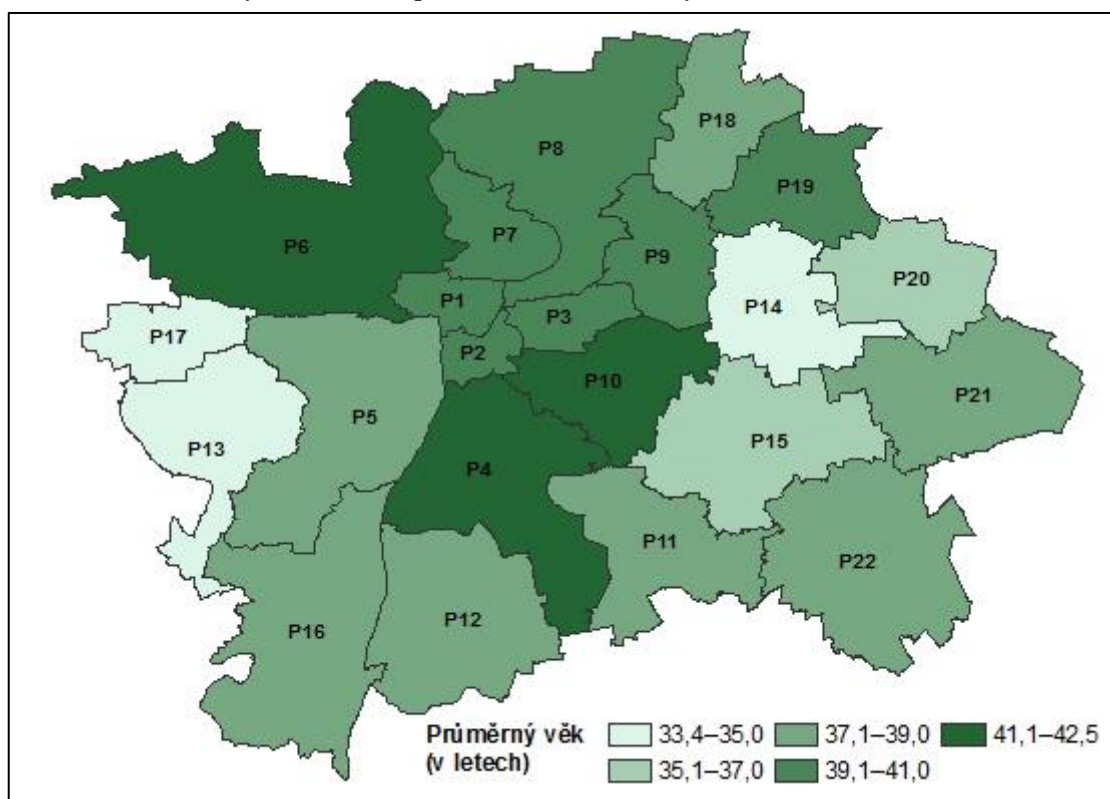 P18
P8
P19
P7
P6
P9
P20
P1
P14
P3
P17
P2
P10
P21
P5
P13
P15
P4
P11
P22
P12
P16
Průměrný věk
(v letech)
33,4–35,0
37,1–39,0
41,1–42,5
35,1–37,0
39,1–41,0